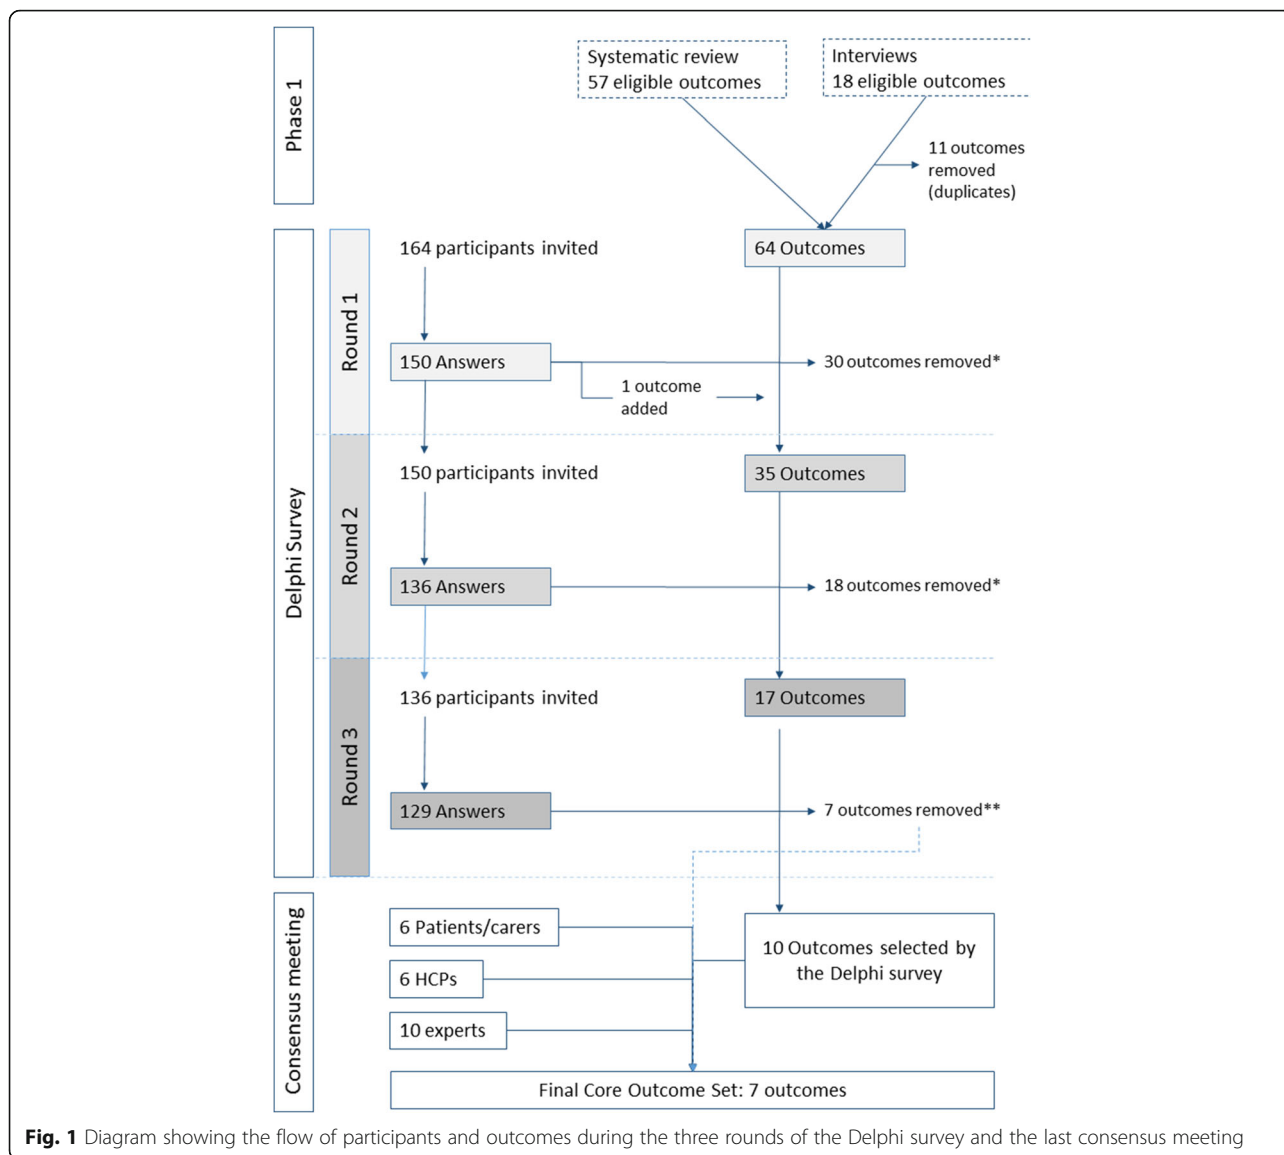 Phase 1
Systematic review
57 eligible outcomes
Interviews
18 eligible outcomes
11 outcomes
removed
(duplicates)
Delphi Survey
Round 1
164 participants invited
64 Outcomes
150 Answers
30 outcomes removed*
1 outcome
added
Round 2
150 participants invited
35 Outcomes
136 Answers
18 outcomes removed*
Round 3
136 participants invited
17 Outcomes
129 Answers
7 outcomes removed**
Consensus meeting
6 Patients/carers
6 HCPs
10 experts
10 Outcomes selected by
the Delphi survey
Final Core Outcome Set: 7 outcomes
Fig. 1 Diagram showing the flow of participants and outcomes during the three rounds of the Delphi survey and the last consensus meeting